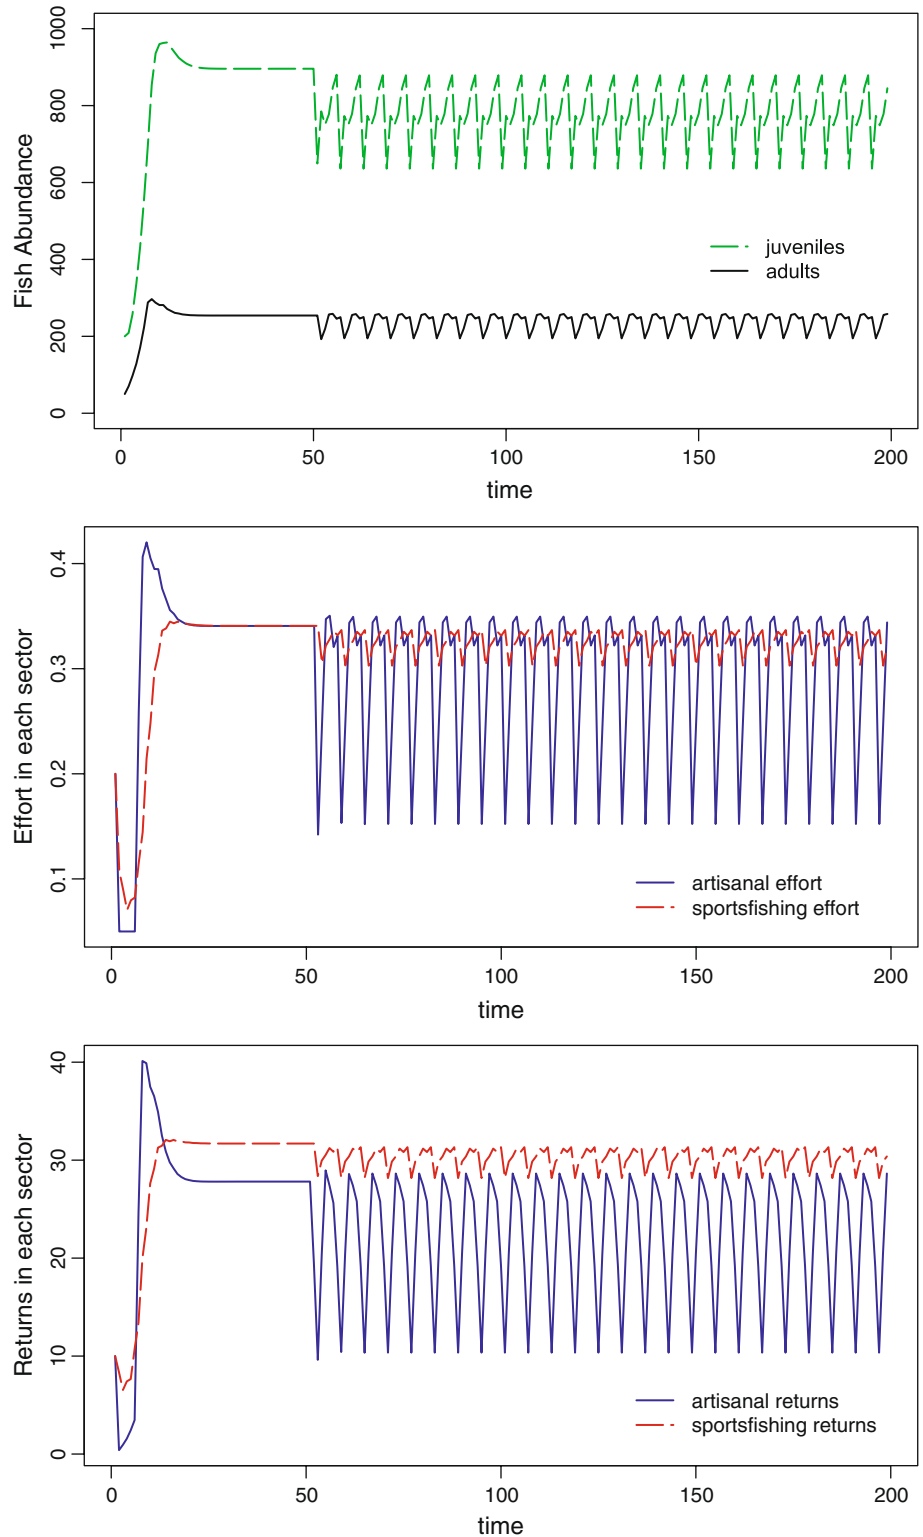 Fish Abundance
1000
800
600
400
200
0
juveniles
adults
0 50 100 150 200
time
Effort in each sector
0.4
0.3
0.2
0.1
artisanal effort
sportsfishing effort
0 50 100 150 200
time
Returns in each sector
40
30
20
10
0
artisanal returns
sportsfishing returns
0 50 100 150 200
time